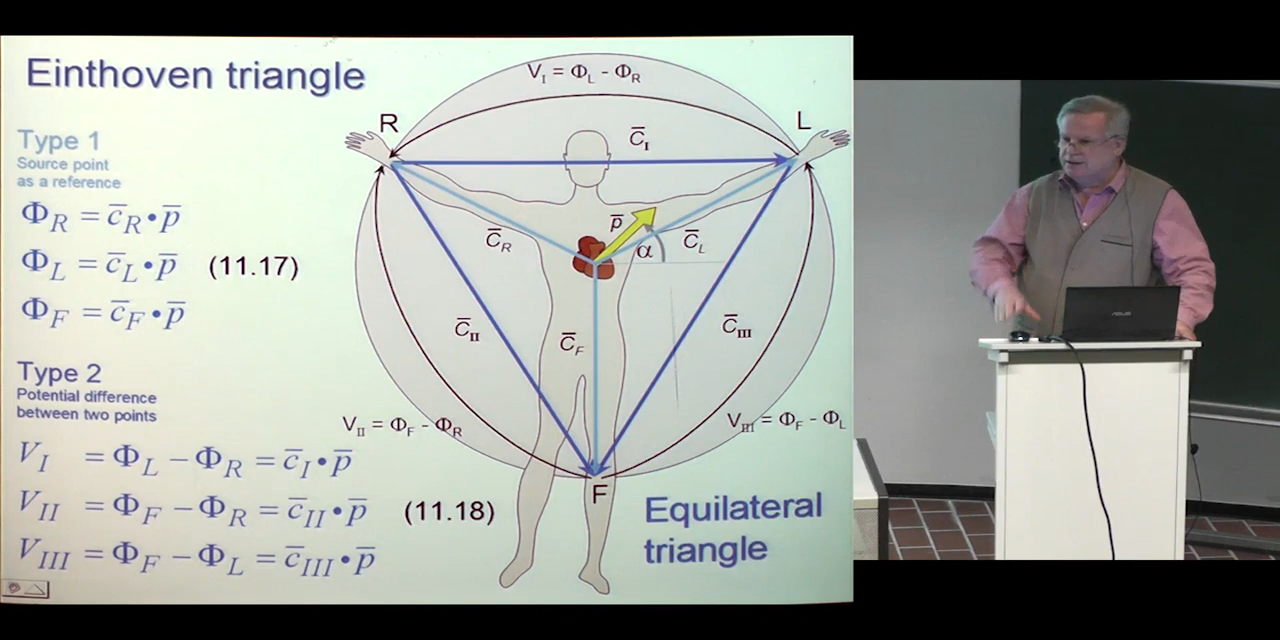 Einthoven triangle
Type 1
Source point
as a reference
Φ_R = c̄_R • p̄
Φ_L = c̄_L • p̄ (11.17)
Φ_F = c̄_F • p̄
Type 2
Potential difference
between two points
V_I = Φ_L − Φ_R = c̄_I • p̄
V_II = Φ_F − Φ_R = c̄_II • p̄ (11.18)
V_III = Φ_F − Φ_L = c̄_III • p̄
V_I = Φ_L - Φ_R
R
L
C̄_I
p̄
C̄_R
α
C̄_L
C̄_II
C̄_F
C̄_III
V_II = Φ_F - Φ_R
V_III = Φ_F - Φ_L
F
Equilateral
triangle
ASUS